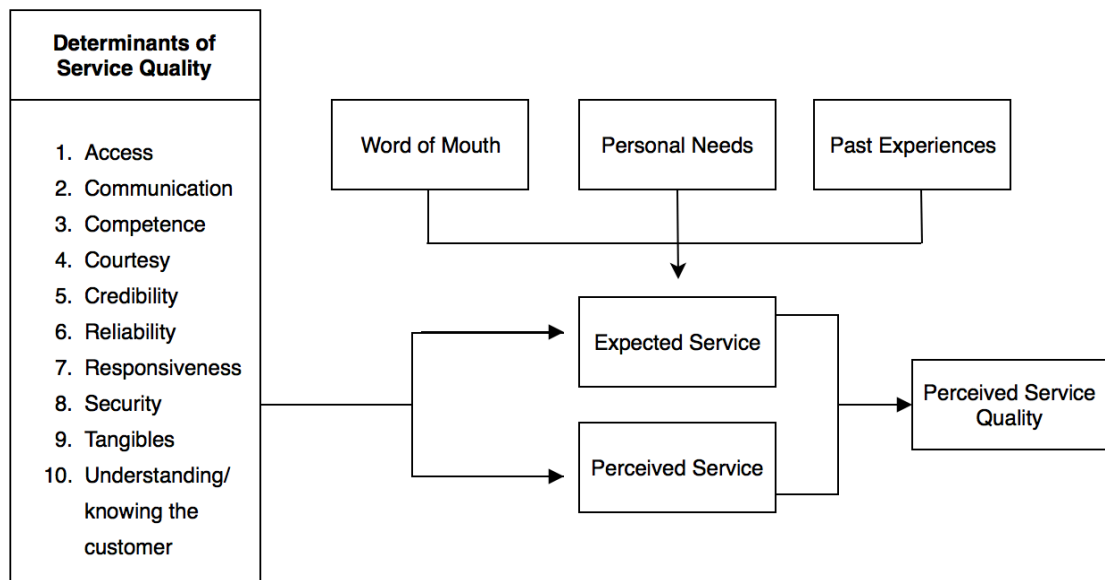 Determinants of
Service Quality
1. Access
2. Communication
3. Competence
4. Courtesy
5. Credibility
6. Reliability
7. Responsiveness
8. Security
9. Tangibles
10. Understanding/
knowing the
customer
Word of Mouth
Personal Needs
Past Experiences
Expected Service
Perceived Service
Perceived Service
Quality